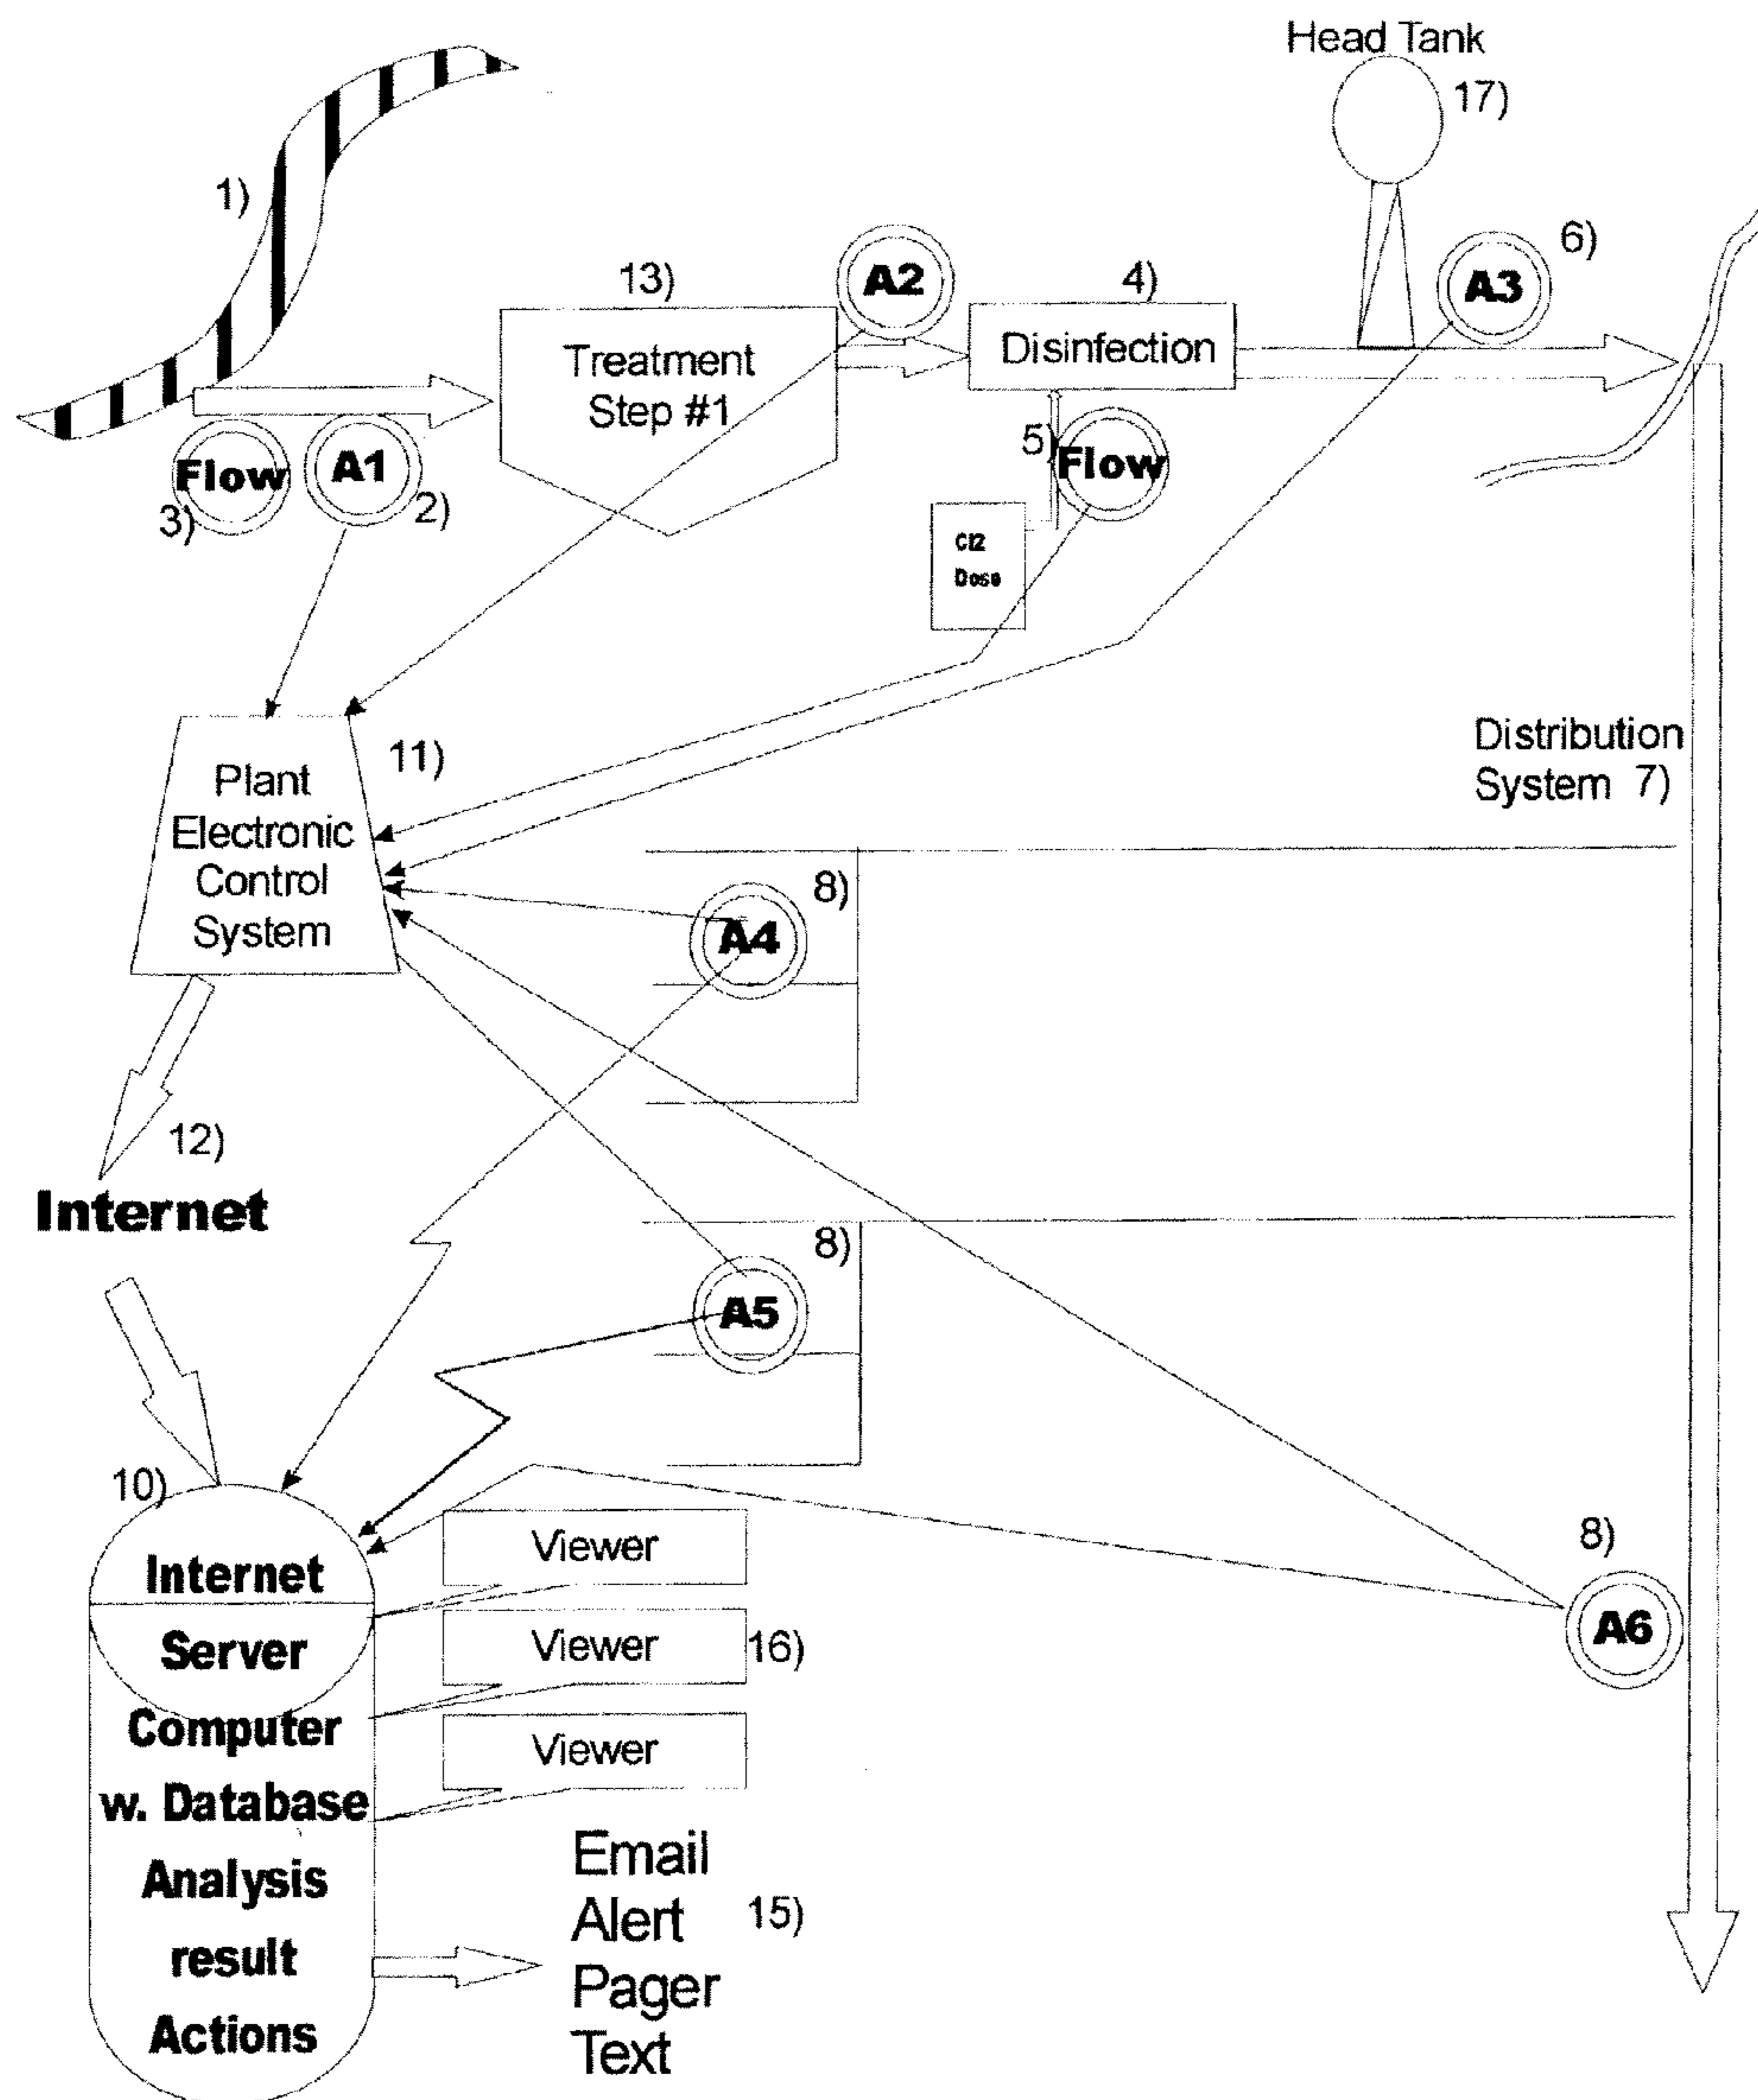 Head Tank
17)
1)
6)
13)
A2
4)
A3
Treatment
Step #1
Disinfection
Flow
A1
3)
2)
5)
Flow
Cl2
Dose
11)
Plant
Electronic
Control
System
Distribution
System 7)
8)
A4
12)
Internet
8)
A5
10)
Internet
Server
Computer
w. Database
Analysis
result
Actions
Viewer
Viewer
16)
Viewer
8)
A6
Email
Alert
Pager
Text
15)